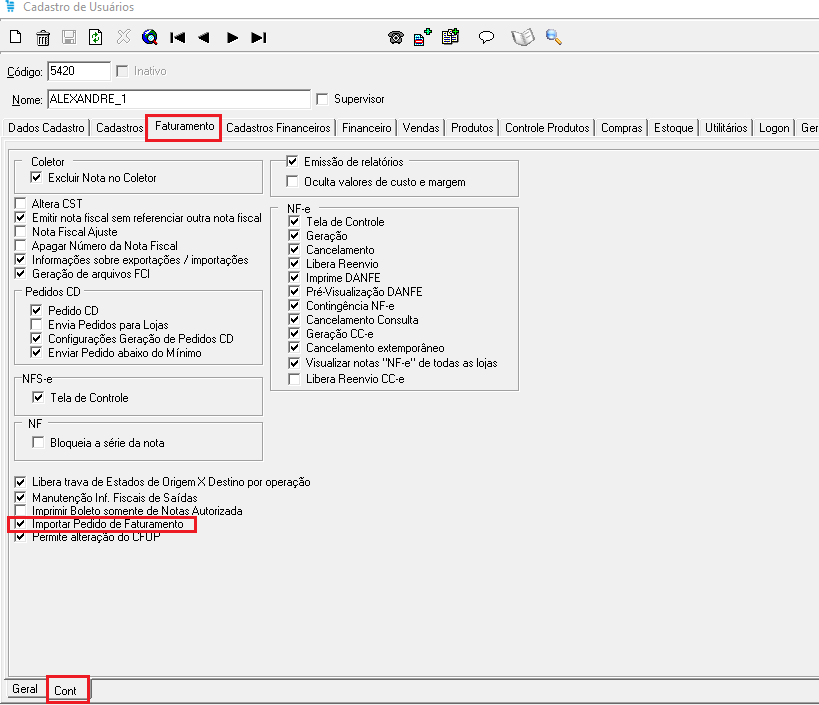 Cadastro de Usuários
Código: 5420 Inativo
Nome: ALEXANDRE_1 Supervisor
Dados Cadastro Cadastros Faturamento Cadastros Financeiros Financeiro Vendas Produtos Controle Produtos Compras Estoque Utilitários Logon Ger
Coletor
Excluir Nota no Coletor
Altera CST
Emitir nota fiscal sem referenciar outra nota fiscal
Nota Fiscal Ajuste
Apagar Número da Nota Fiscal
Informações sobre exportações / importações
Geração de arquivos FCI
Pedidos CD
Pedido CD
Envia Pedidos para Lojas
Configurações Geração de Pedidos CD
Enviar Pedido abaixo do Mínimo
NFS-e
Tela de Controle
NF
Bloqueia a série da nota
Libera trava de Estados de Origem X Destino por operação
Manutenção Inf. Fiscais de Saídas
Imprimir Boleto somente de Notas Autorizada
Importar Pedido de Faturamento
Permite alteração do CFOP
Emissão de relatórios
Oculta valores de custo e margem
NF-e
Tela de Controle
Geração
Cancelamento
Libera Reenvio
Imprime DANFE
Pré-Visualização DANFE
Contingência NF-e
Cancelamento Consulta
Geração CC-e
Cancelamento extemporâneo
Visualizar notas "NF-e" de todas as lojas
Libera Reenvio CC-e
Geral Cont